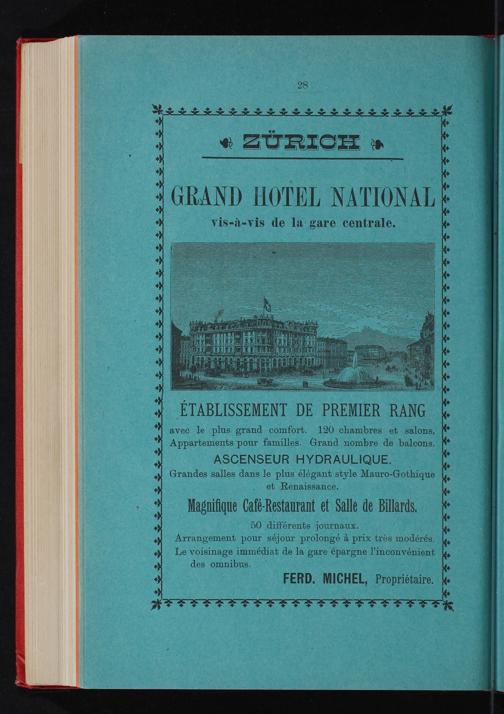 28
ZÜRICH
GRAND HOTEL NATIONAL
vis-à-vis de la gare centrale.
ÉTABLISSEMENT DE PREMIER RANG
avec le plus grand comfort. 120 chambres et salons.
Appartements pour familles. Grand nombre de balcons.
ASCENSEUR HYDRAULIQUE.
Grandes salles dans le plus élégant style Mauro-Gothique
et Renaissance.
Magnifique Café-Restaurant et Salle de Billards.
50 différents journaux.
Arrangement pour séjour prolongé à prix très modérés.
Le voisinage immédiat de la gare épargne l'inconvénient
des omnibus.
FERD. MICHEL, Propriétaire.